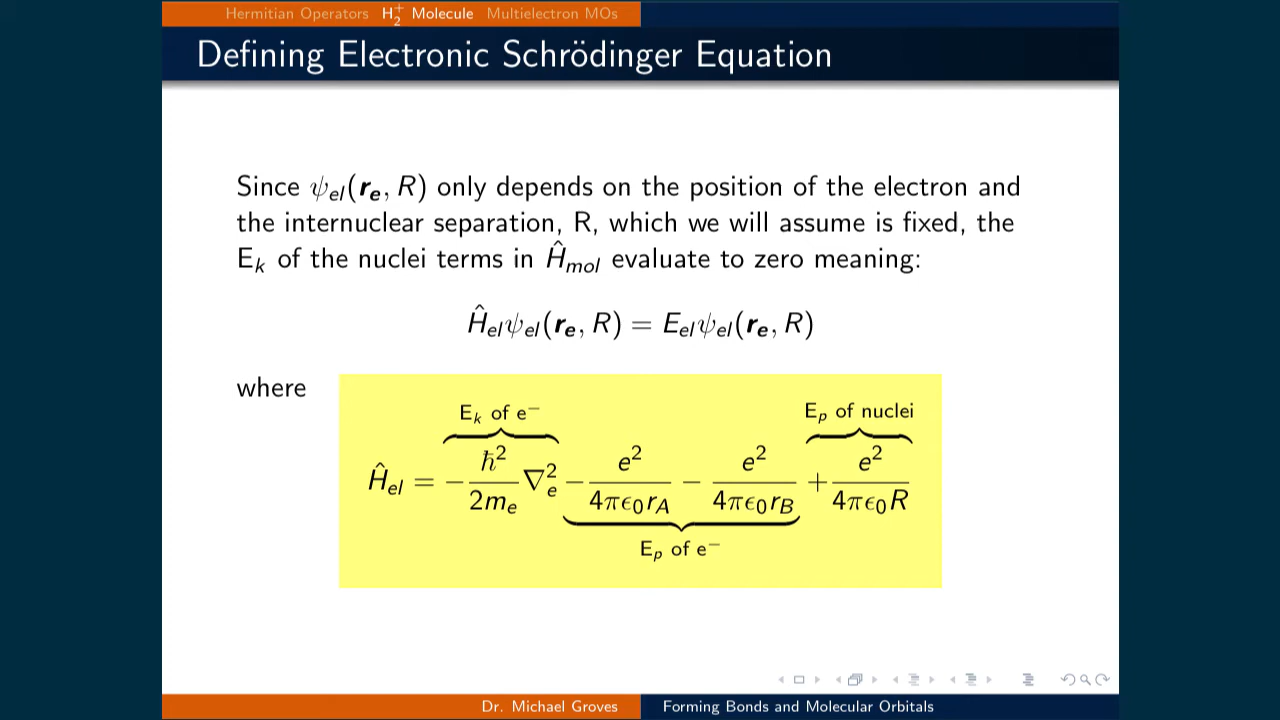 Hermitian Operators H₂⁺ Molecule Multielectron MOs
Defining Electronic Schrödinger Equation
Since ψ_el(r_e, R) only depends on the position of the electron and
the internuclear separation, R, which we will assume is fixed, the
E_k of the nuclei terms in Ĥ_mol evaluate to zero meaning:
Ĥ_el ψ_el(r_e, R) = E_el ψ_el(r_e, R)
where
E_k of e⁻ E_p of nuclei
Ĥ_el = − ħ²/2m_e ∇²_e − e²/4πϵ₀r_A − e²/4πϵ₀r_B + e²/4πϵ₀R
E_p of e⁻
Dr. Michael Groves Forming Bonds and Molecular Orbitals